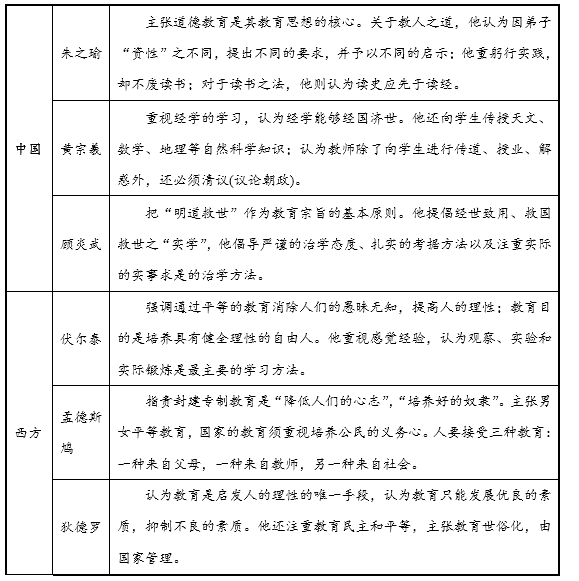 中国
朱之瑜
主张道德教育是其教育思想的核心。关于教人之道，他认为因弟子
“资性”之不同，提出不同的要求，并予以不同的启示；他重躬行实践，
却不废读书；对于读书之法，他则认为读史应先于读经。
黄宗羲
重视经学的学习，认为经学能够经国济世。他还向学生传授天文、
数学、地理等自然科学知识；认为教师除了向学生进行传道、授业、解
惑外，还必须清议(议论朝政)。
顾炎武
把“明道救世”作为教育宗旨的基本原则。他提倡经世致用、救国
救世之“实学”，他倡导严谨的治学态度、扎实的考据方法以及注重实际
的实事求是的治学方法。
西方
伏尔泰
强调通过平等的教育消除人们的愚昧无知，提高人的理性；教育目
的是培养具有健全理性的自由人。他重视感觉经验，认为观察、实验和
实际锻炼是最主要的学习方法。
孟德斯
鸠
指责封建专制教育是“降低人们的心志”，“培养好的奴隶”。主张男
女平等教育，国家的教育须重视培养公民的义务心。人要接受三种教育：
一种来自父母，一种来自教师，另一种来自社会。
狄德罗
认为教育是启发人的理性的唯一手段，认为教育只能发展优良的素
质，抑制不良的素质。他还注重教育民主和平等，主张教育世俗化，由
国家管理。